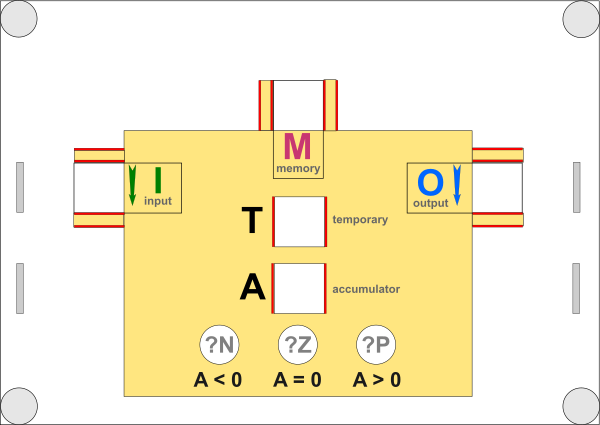 M
memory
I
input
O
output
T
temporary
A
accumulator
?N ?Z ?P
A < 0 A = 0 A > 0